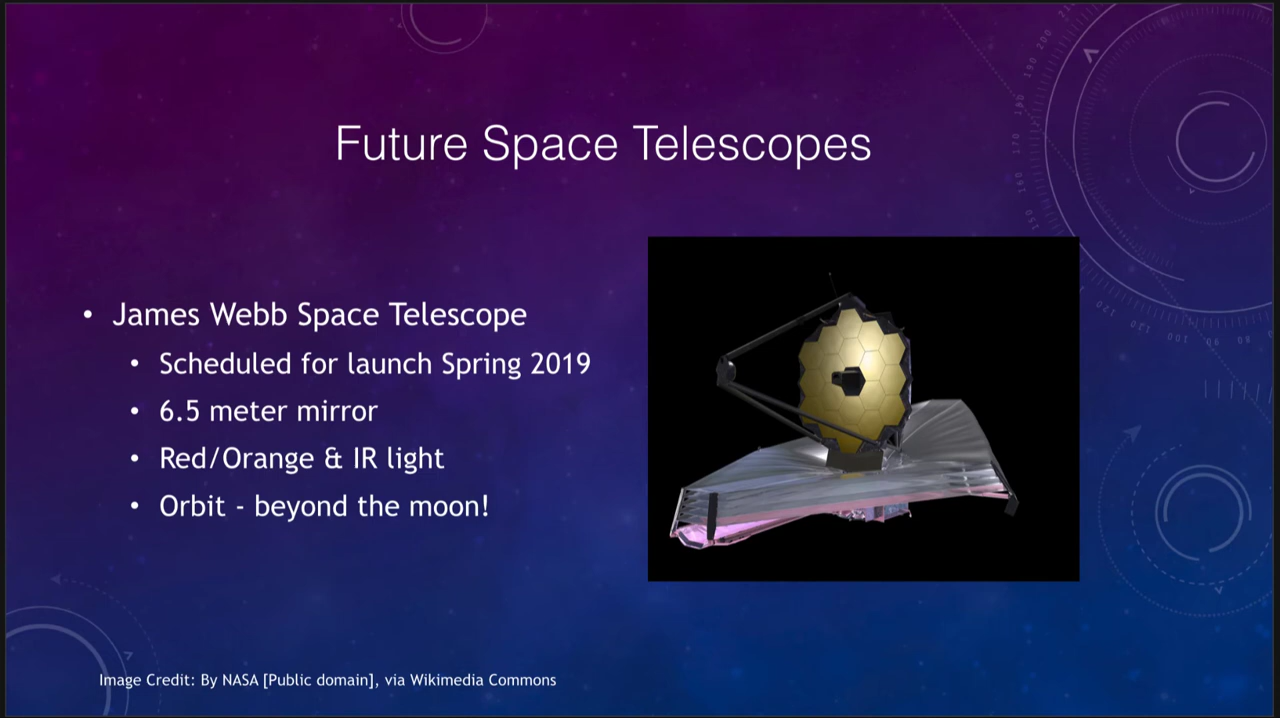 Future Space Telescopes
• James Webb Space Telescope
• Scheduled for launch Spring 2019
• 6.5 meter mirror
• Red/Orange & IR light
• Orbit - beyond the moon!
Image Credit: By NASA [Public domain], via Wikimedia Commons